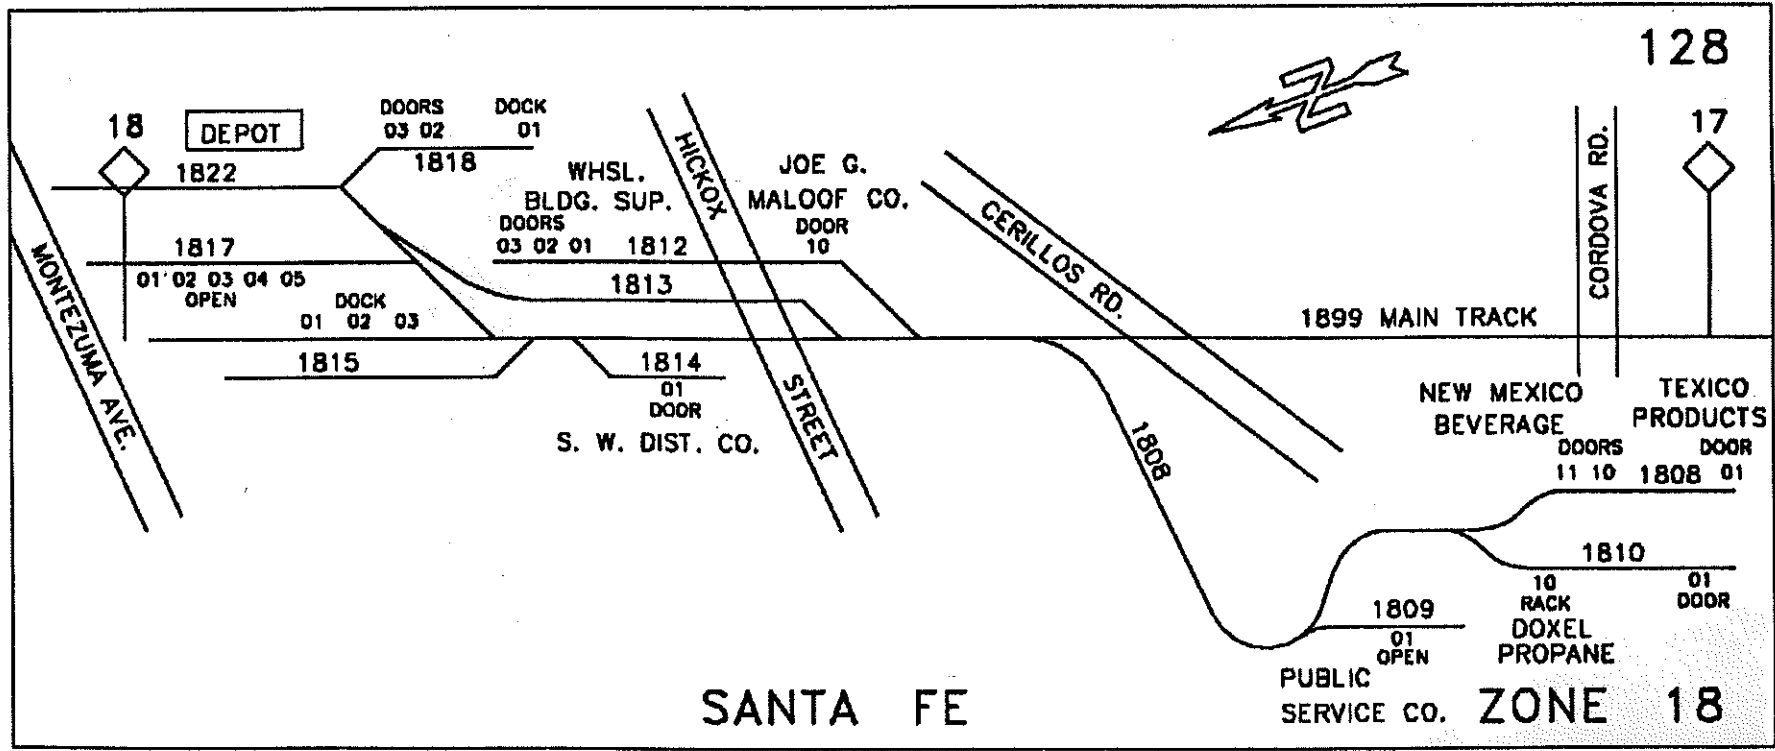 128
18
DEPOT
DOORS
03 02
DOCK
01
1818
1822
WHSL.
BLDG. SUP.
DOORS
03 02 01
1812
HICKOX
STREET
JOE G.
MALOOF CO.
DOOR
10
CERILLOS RD.
CORDOVA RD.
17
N
MONTEZUMA AVE.
1817
01 02 03 04 05
OPEN
1813
DOCK
01 02 03
1899 MAIN TRACK
1815
1814
01
DOOR
S. W. DIST. CO.
1808
NEW MEXICO
BEVERAGE
DOORS
11 10
1808
TEXICO
PRODUCTS
DOOR
01
1810
10
RACK
DOXEL
PROPANE
01
DOOR
1809
01
OPEN
PUBLIC
SERVICE CO.
SANTA FE
ZONE 18